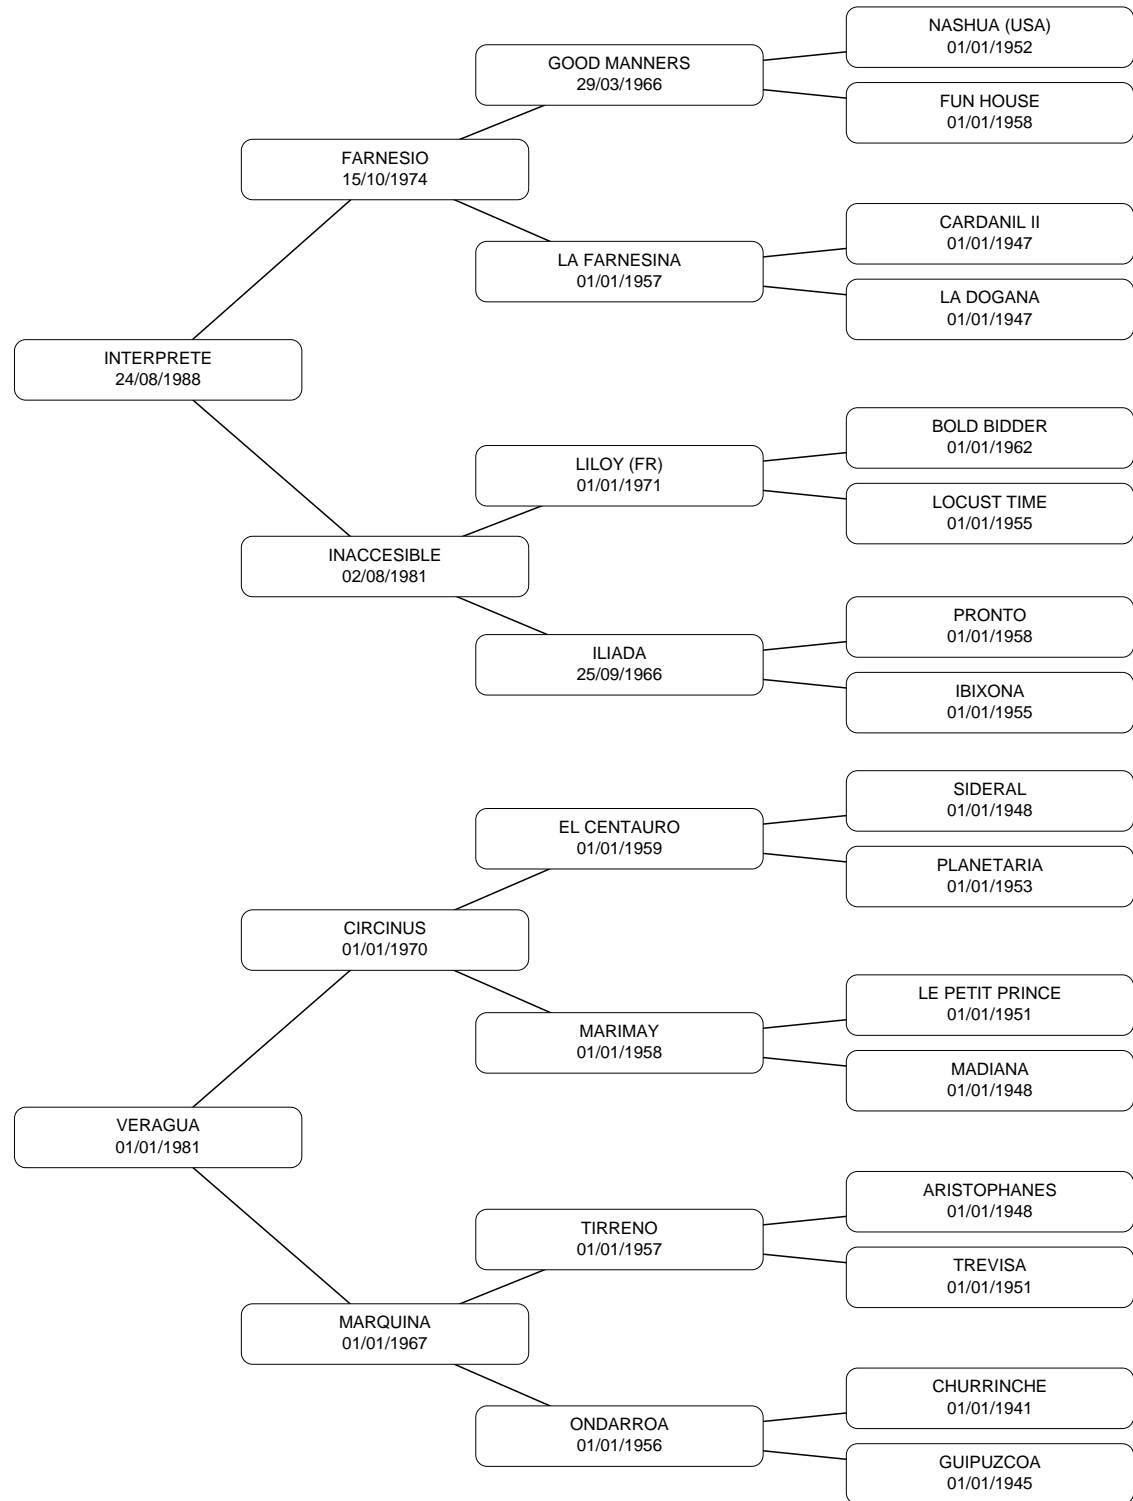 NASHUA (USA)
01/01/1952
GOOD MANNERS
29/03/1966
FUN HOUSE
01/01/1958
FARNESIO
15/10/1974
CARDANIL II
01/01/1947
LA FARNESINA
01/01/1957
LA DOGANA
01/01/1947
INTERPRETE
24/08/1988
BOLD BIDDER
01/01/1962
LILOY (FR)
01/01/1971
LOCUST TIME
01/01/1955
INACCESIBLE
02/08/1981
PRONTO
01/01/1958
ILIADA
25/09/1966
IBIXONA
01/01/1955
SIDERAL
01/01/1948
EL CENTAURO
01/01/1959
PLANETARIA
01/01/1953
CIRCINUS
01/01/1970
LE PETIT PRINCE
01/01/1951
MARIMAY
01/01/1958
MADIANA
01/01/1948
VERAGUA
01/01/1981
ARISTOPHANES
01/01/1948
TIRRENO
01/01/1957
TREVISA
01/01/1951
MARQUINA
01/01/1967
CHURRINCHE
01/01/1941
ONDARROA
01/01/1956
GUIPUZCOA
01/01/1945